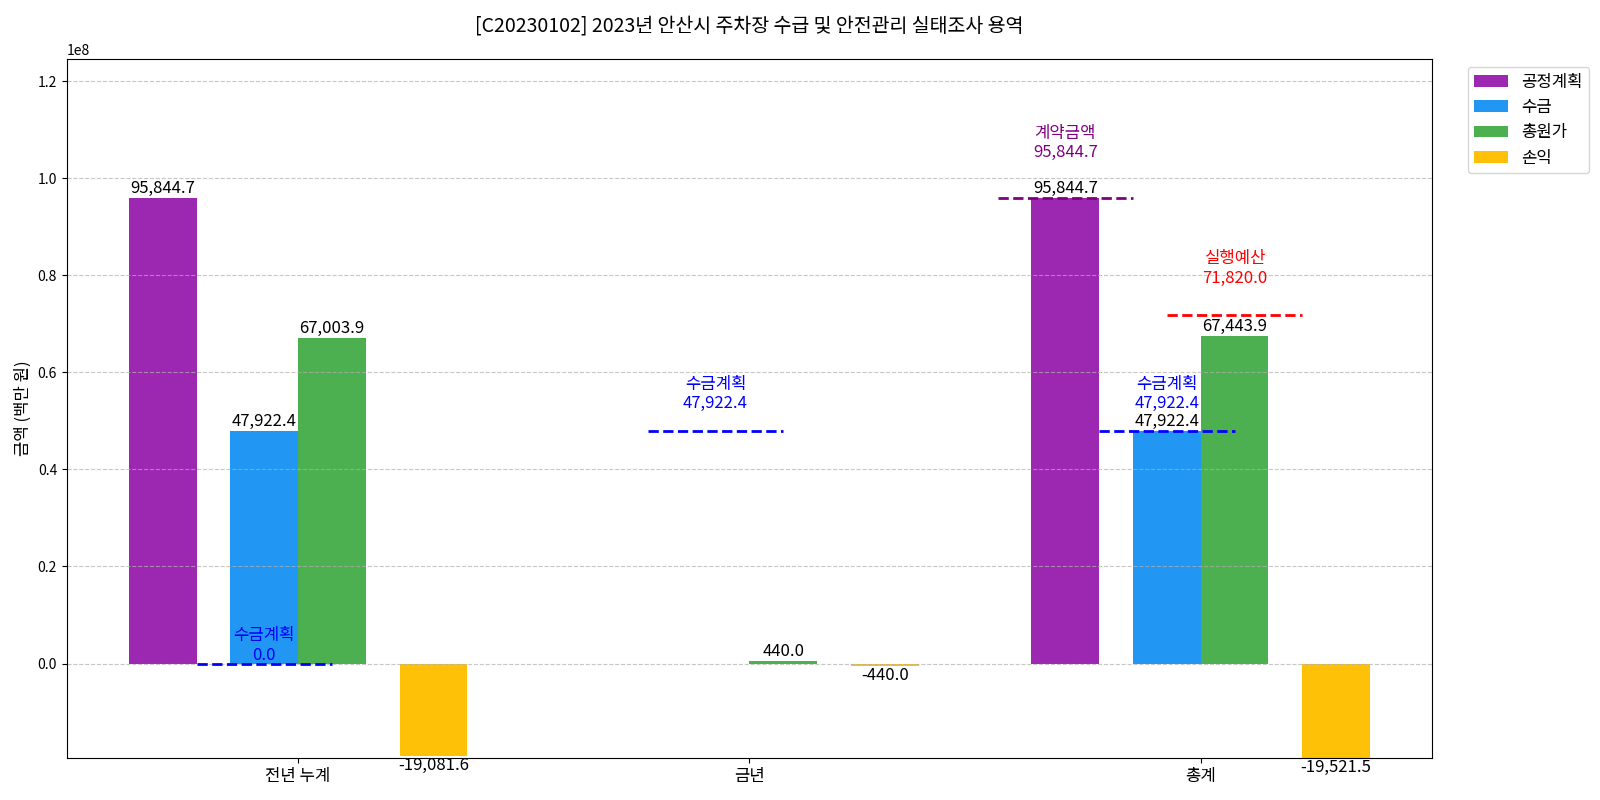 [C20230102] 2023년 안산시 주차장 수급 및 안전관리 실태조사 용역
1e8
공정계획
수금
총원가
손익
금액 (백만 원)
1.2
1.0
0.8
0.6
0.4
0.2
0.0
95,844.7
47,922.4
67,003.9
수금계획
0.0
-19,081.6
수금계획
47,922.4
440.0
-440.0
계약금액
95,844.7
95,844.7
실행예산
71,820.0
67,443.9
수금계획
47,922.4
47,922.4
-19,521.5
전년 누계
금년
총계